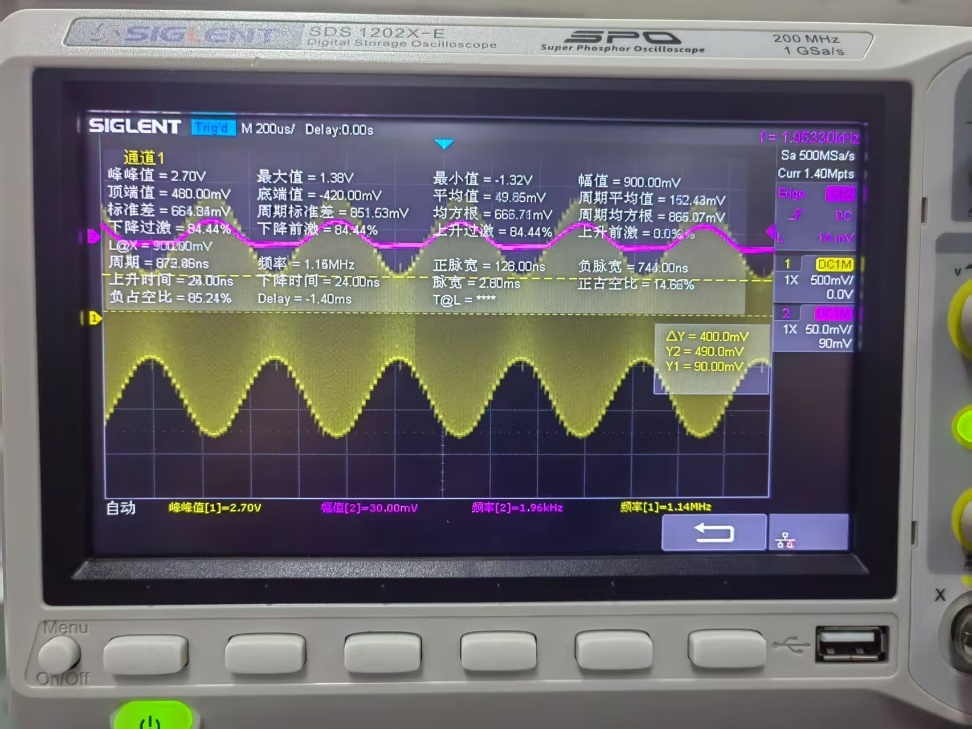 SIGLENT SDS 1202X-E
Digital Storage Oscilloscope
SPO
Super Phosphor Oscilloscope
200 MHz
1 GSa/s
SIGLENT Trig'd M 200us/ Delay:0.00s
Sa 500MSa/s
Curr 1.40Mpts
Edge CH2
DC
L
通道1
峰峰值 = 2.70V 最大值 = 1.38V 最小值 = -1.32V 幅值 = 900.00mV
顶端值 = 480.00mV 底端值 = -420.00mV 平均值 = 49.65mV 周期平均值 = 152.43mV
标准差 = 664.84mV 周期标准差 = 851.53mV 均方根 = 666.71mV 周期均方根 = 865.07mV
下降过激 = 84.44% 下降前激 = 84.44% 上升过激 = 84.44% 上升前激 = 0.0%
L@X = 900.00mV
周期 = 873.86ns 频率 = 1.15MHz 正脉宽 = 128.00ns 负脉宽 = 744.00ns
上升时间 = 24.00ns 下降时间 = 24.00ns 脉宽 = 2.80ms 正占空比 = 14.66%
负占空比 = 85.24% Delay = -1.40ms T@L = ****
1 DC1M
1X 500mV/
0.0V
2 DC1M
1X 50.0mV/
90mV
1
ΔY = 400.0mV
Y2 = 490.0mV
Y1 = 90.00mV
自动 峰峰值[1]=2.70V 幅值[2]=30.00mV 频率[2]=1.96kHz 频率[1]=1.14MHz
Menu
On/Off
X
V